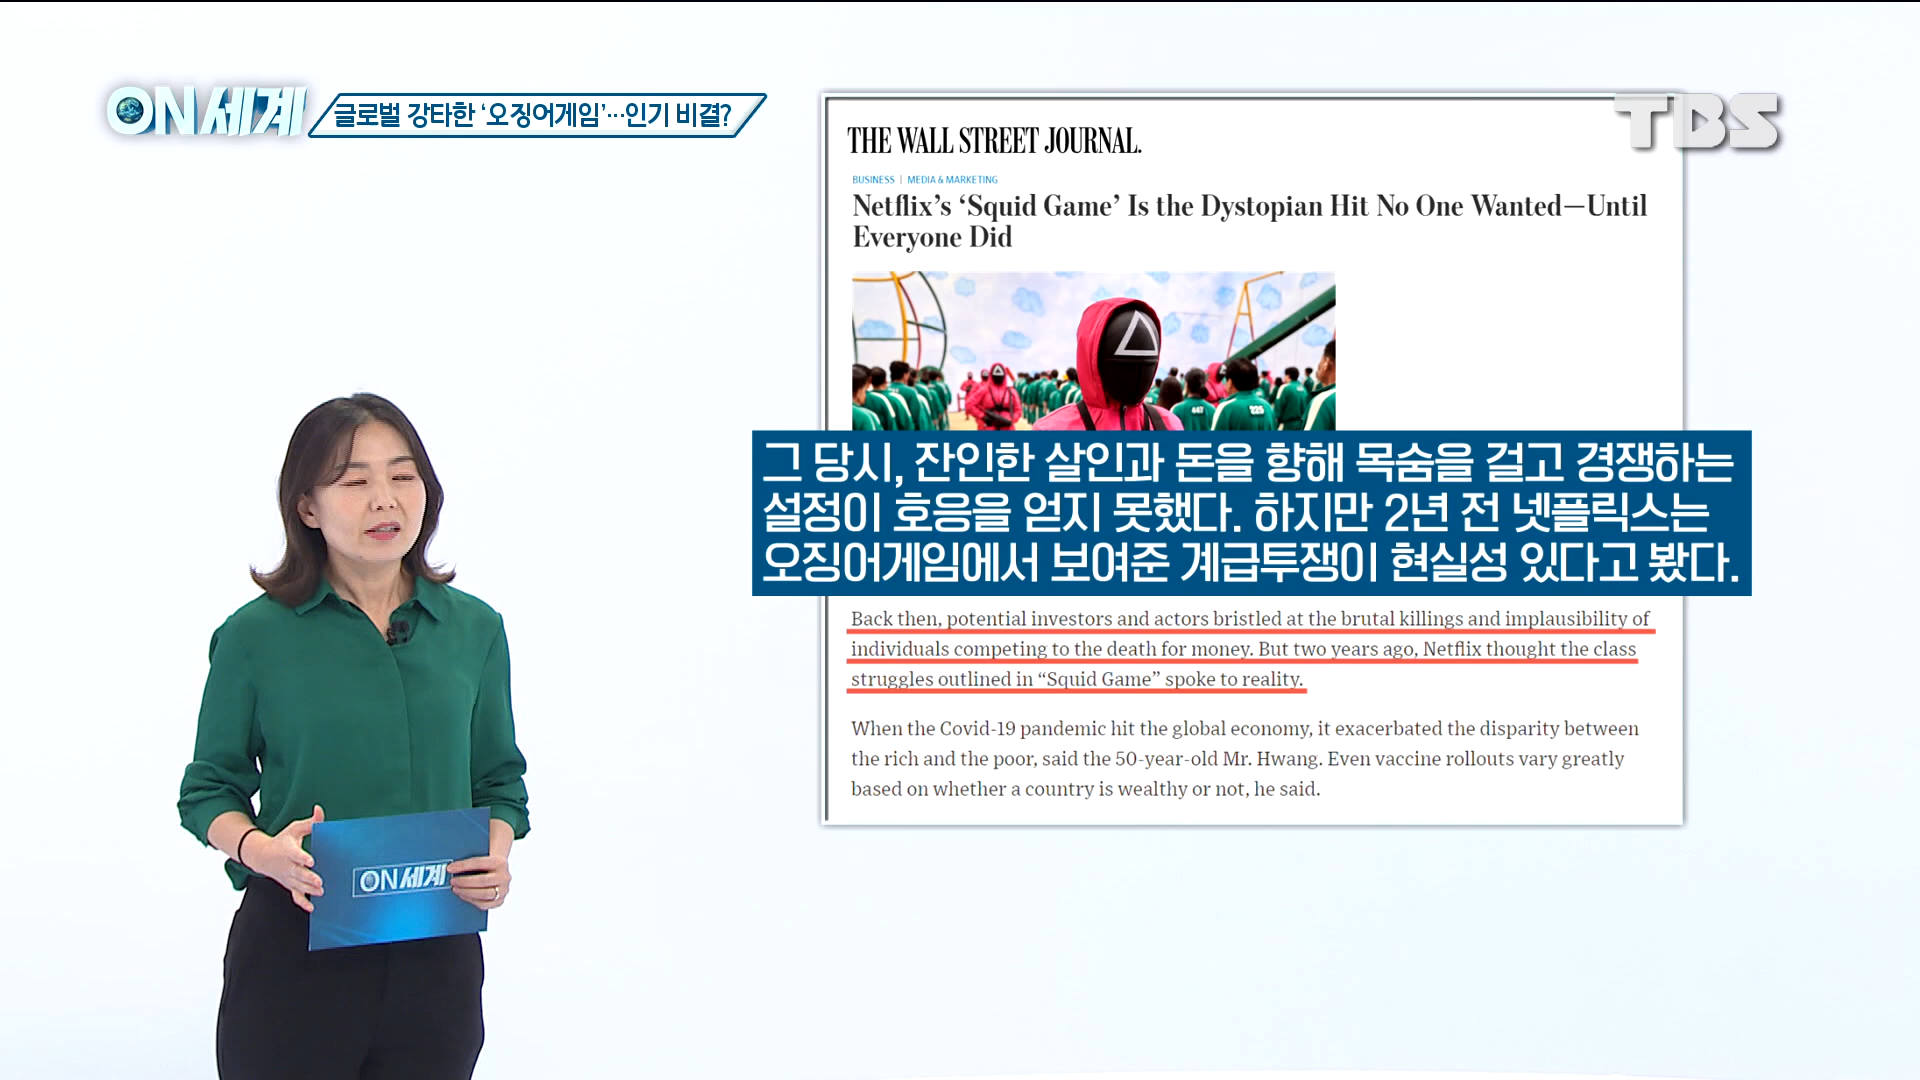 ON세계
글로벌 강타한 ‘오징어게임’…인기 비결?
TBS
THE WALL STREET JOURNAL.
BUSINESS | MEDIA & MARKETING
Netflix’s ‘Squid Game’ Is the Dystopian Hit No One Wanted—Until
Everyone Did
447
225
그 당시, 잔인한 살인과 돈을 향해 목숨을 걸고 경쟁하는
설정이 호응을 얻지 못했다. 하지만 2년 전 넷플릭스는
오징어게임에서 보여준 계급투쟁이 현실성 있다고 봤다.
Back then, potential investors and actors bristled at the brutal killings and implausibility of
individuals competing to the death for money. But two years ago, Netflix thought the class
struggles outlined in “Squid Game” spoke to reality.
When the Covid-19 pandemic hit the global economy, it exacerbated the disparity between
the rich and the poor, said the 50-year-old Mr. Hwang. Even vaccine rollouts vary greatly
based on whether a country is wealthy or not, he said.
ON세계